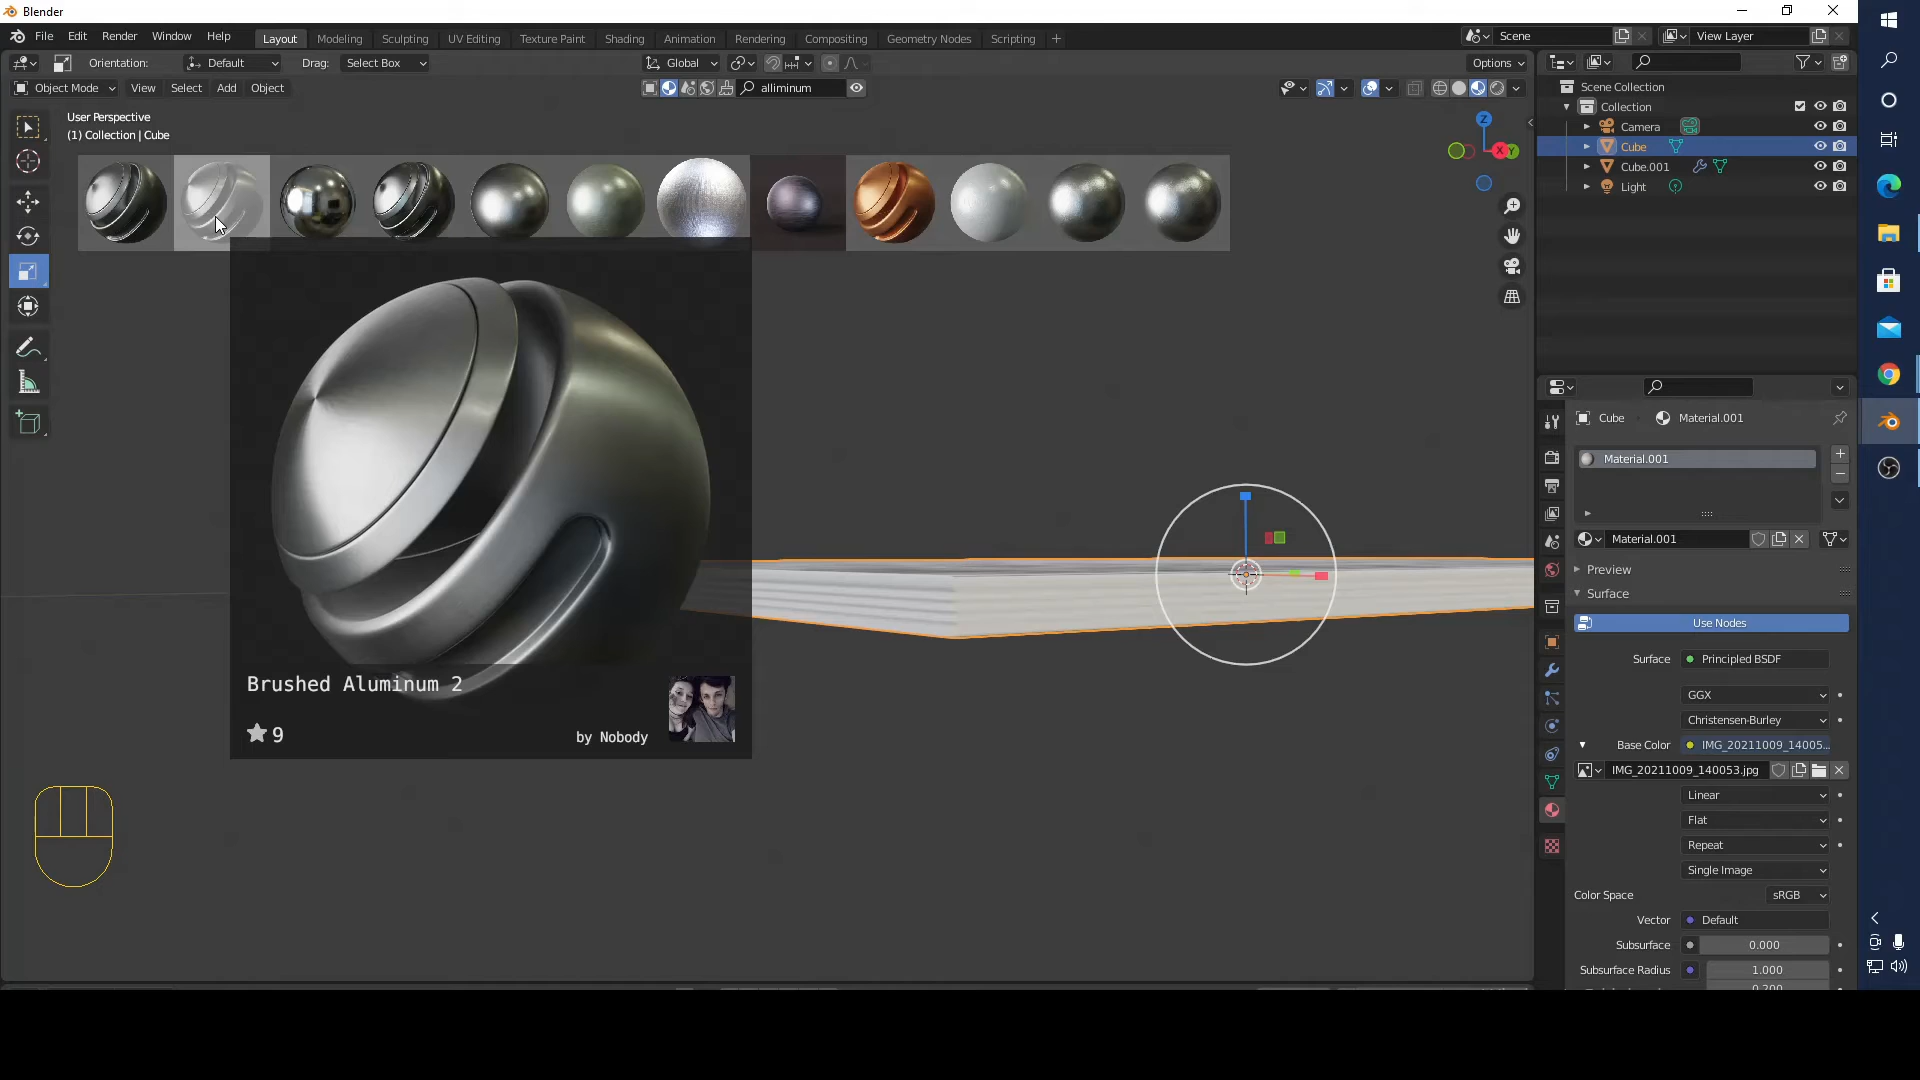 Blender
File Edit Render Window Help Layout Modeling Sculpting UV Editing Texture Paint Shading Animation Rendering Compositing Geometry Nodes Scripting + Scene View Layer
Orientation: Default Drag: Select Box Global Options
Object Mode View Select Add Object alliminum
User Perspective
(1) Collection | Cube
Z
X
Y
Brushed Aluminum 2
9
by Nobody
Scene Collection
Collection
Camera
Cube
Cube.001
Light
Cube Material.001
Material.001
Material.001
Preview
Surface
Use Nodes
Surface Principled BSDF
GGX
Christensen-Burley
Base Color IMG_20211009_14005...
IMG_20211009_140053.jpg
Linear
Flat
Repeat
Single Image
Color Space sRGB
Vector Default
Subsurface 0.000
Subsurface Radius 1.000
0.200